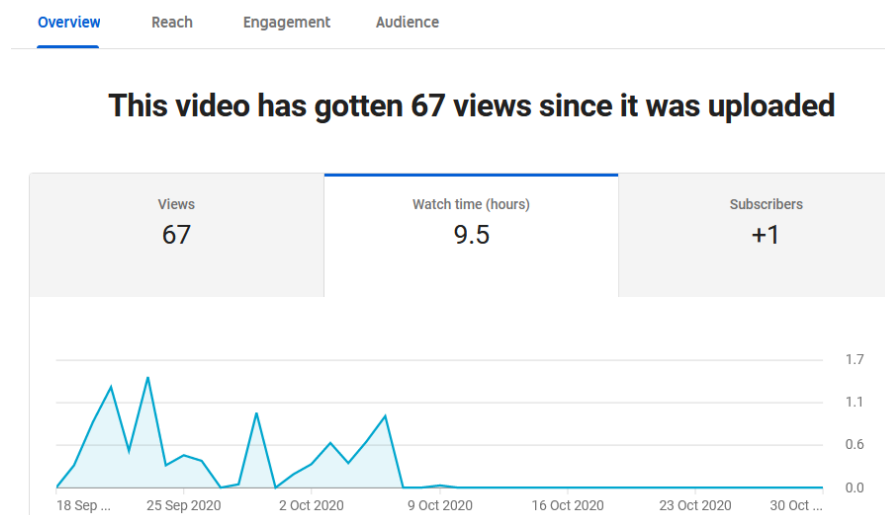 Overview Reach Engagement Audience
This video has gotten 67 views since it was uploaded
Views Watch time (hours) Subscribers
67 9.5 +1
1.7
1.1
0.6
0.0
18 Sep ... 25 Sep 2020 2 Oct 2020 9 Oct 2020 16 Oct 2020 23 Oct 2020 30 Oct ...